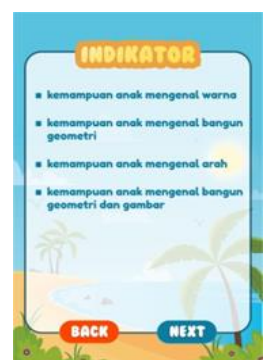 INDIKATOR
kemampuan anak mengenal warna
kemampuan anak mengenal bangun
geometri
kemampuan anak mengenal arah
kemampuan anak mengenal bangun
geometri dan gambar
BACK
NEXT